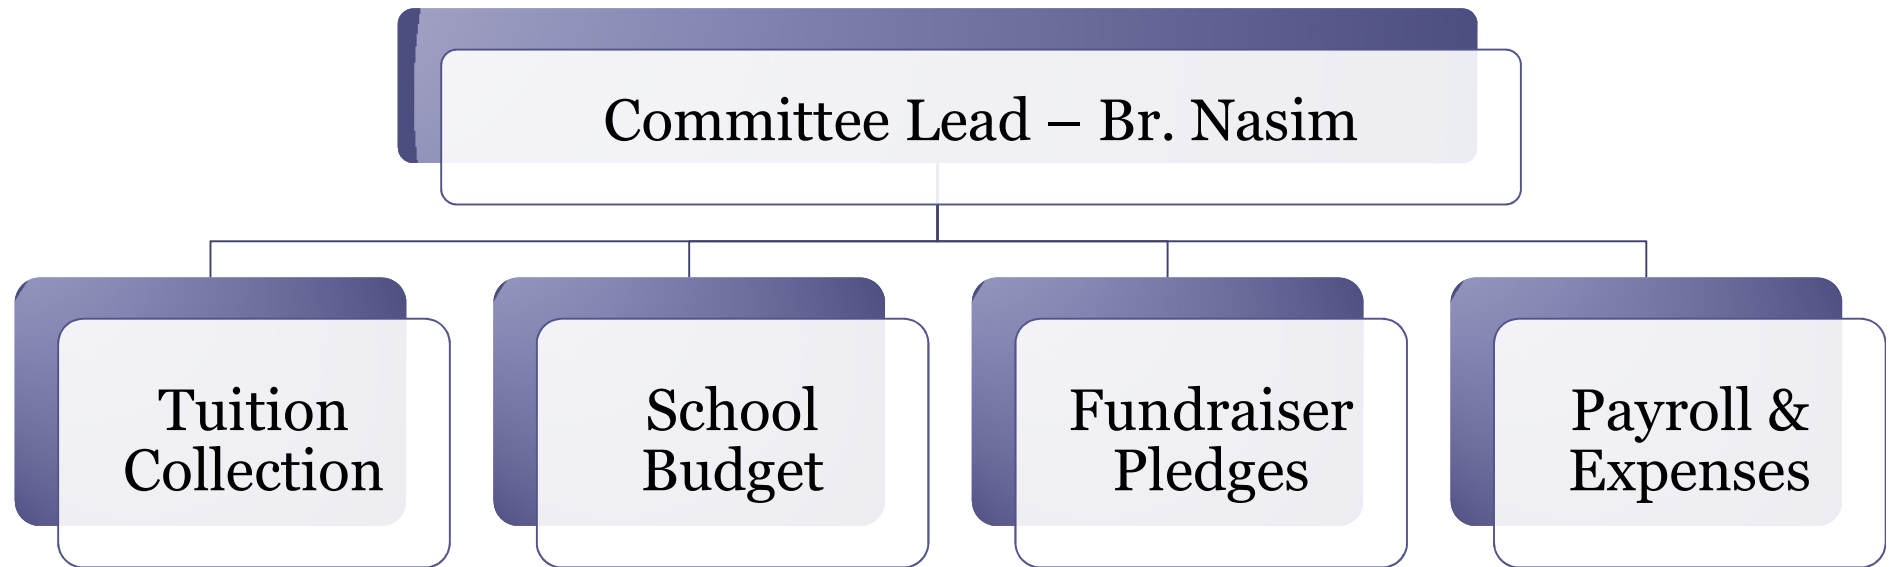 Committee Lead – Br. Nasim
Tuition
Collection
School
Budget
Fundraiser
Pledges
Payroll &
Expenses